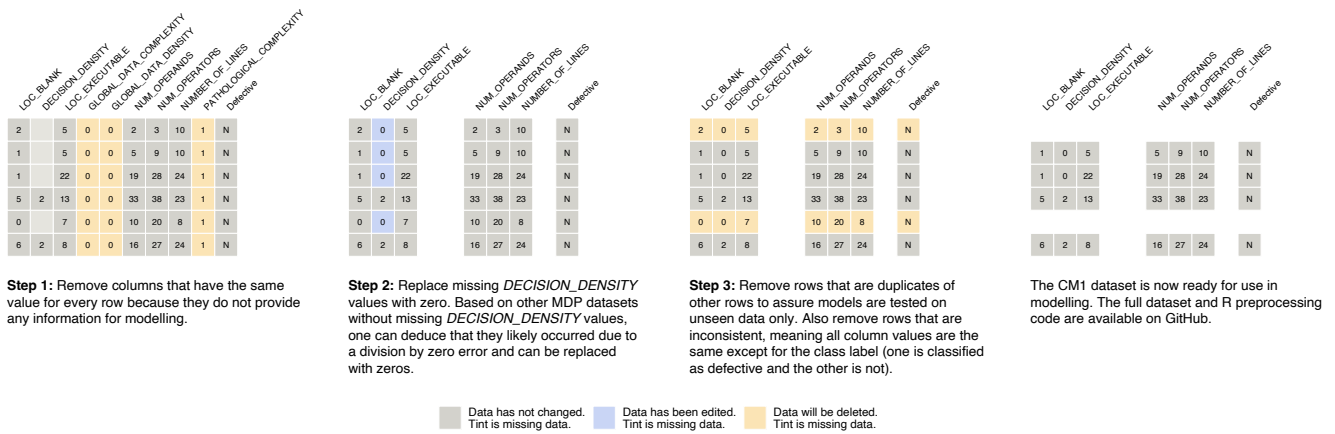 LOC_BLANK
DECISION_DENSITY
LOC_EXECUTABLE
GLOBAL_DATA_COMPLEXITY
GLOBAL_DATA_DENSITY
NUM_OPERANDS
NUM_OPERATORS
NUMBER_OF_LINES
PATHOLOGICAL_COMPLEXITY
Defective
2 5 0 0 2 3 10 1 N
1 5 0 0 5 9 10 1 N
1 22 0 0 19 28 24 1 N
5 2 13 0 0 33 38 23 1 N
0 7 0 0 10 20 8 1 N
6 2 8 0 0 16 27 24 1 N
Step 1: Remove columns that have the same
value for every row because they do not provide
any information for modelling.
LOC_BLANK
DECISION_DENSITY
LOC_EXECUTABLE
NUM_OPERANDS
NUM_OPERATORS
NUMBER_OF_LINES
Defective
2 0 5 2 3 10 N
1 0 5 5 9 10 N
1 0 22 19 28 24 N
5 2 13 33 38 23 N
0 0 7 10 20 8 N
6 2 8 16 27 24 N
Step 2: Replace missing DECISION_DENSITY
values with zero. Based on other MDP datasets
without missing DECISION_DENSITY values,
one can deduce that they likely occurred due to
a division by zero error and can be replaced
with zeros.
LOC_BLANK
DECISION_DENSITY
LOC_EXECUTABLE
NUM_OPERANDS
NUM_OPERATORS
NUMBER_OF_LINES
Defective
2 0 5 2 3 10 N
1 0 5 5 9 10 N
1 0 22 19 28 24 N
5 2 13 33 38 23 N
0 0 7 10 20 8 N
6 2 8 16 27 24 N
Step 3: Remove rows that are duplicates of
other rows to assure models are tested on
unseen data only. Also remove rows that are
inconsistent, meaning all column values are the
same except for the class label (one is classified
as defective and the other is not).
LOC_BLANK
DECISION_DENSITY
LOC_EXECUTABLE
NUM_OPERANDS
NUM_OPERATORS
NUMBER_OF_LINES
Defective
1 0 5 5 9 10 N
1 0 22 19 28 24 N
5 2 13 33 38 23 N
6 2 8 16 27 24 N
The CM1 dataset is now ready for use in
modelling. The full dataset and R preprocessing
code are available on GitHub.
Data has not changed.
Tint is missing data.
Data has been edited.
Tint is missing data.
Data will be deleted.
Tint is missing data.